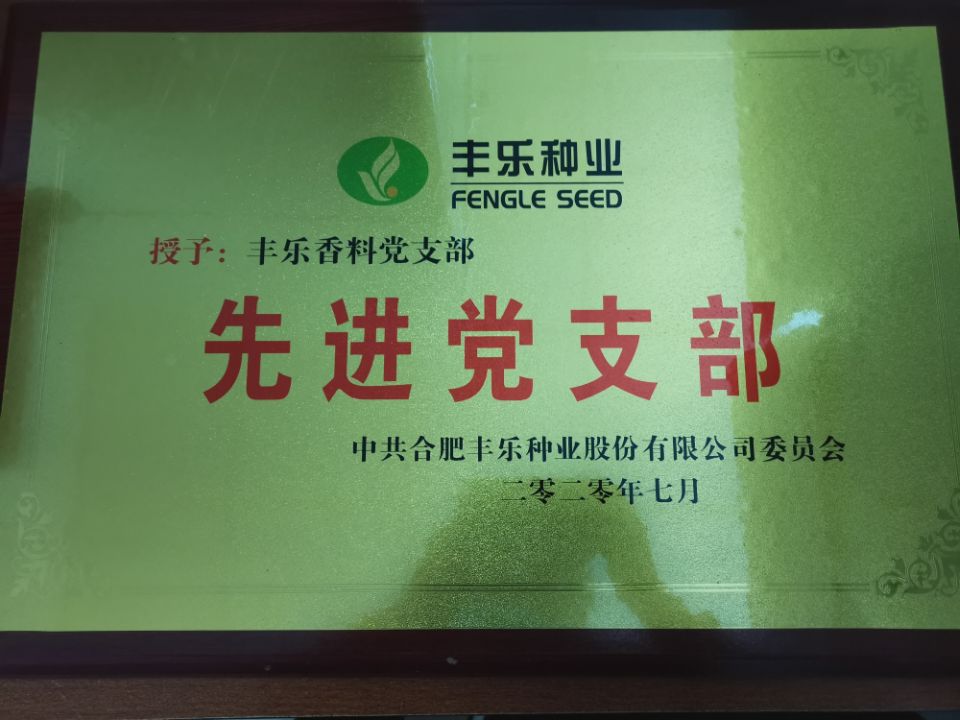 丰乐种业
FENGLE SEED
授予：丰乐香料党支部
先进党支部
中共合肥丰乐种业股份有限公司委员会
二零二零年七月